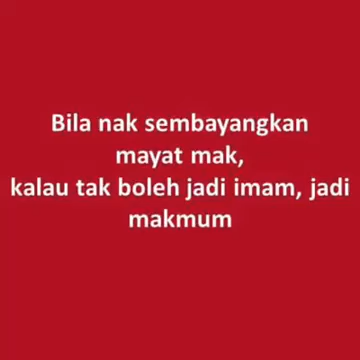 Bila nak sembayangkan
mayat mak,
kalau tak boleh jadi imam, jadi
makmum